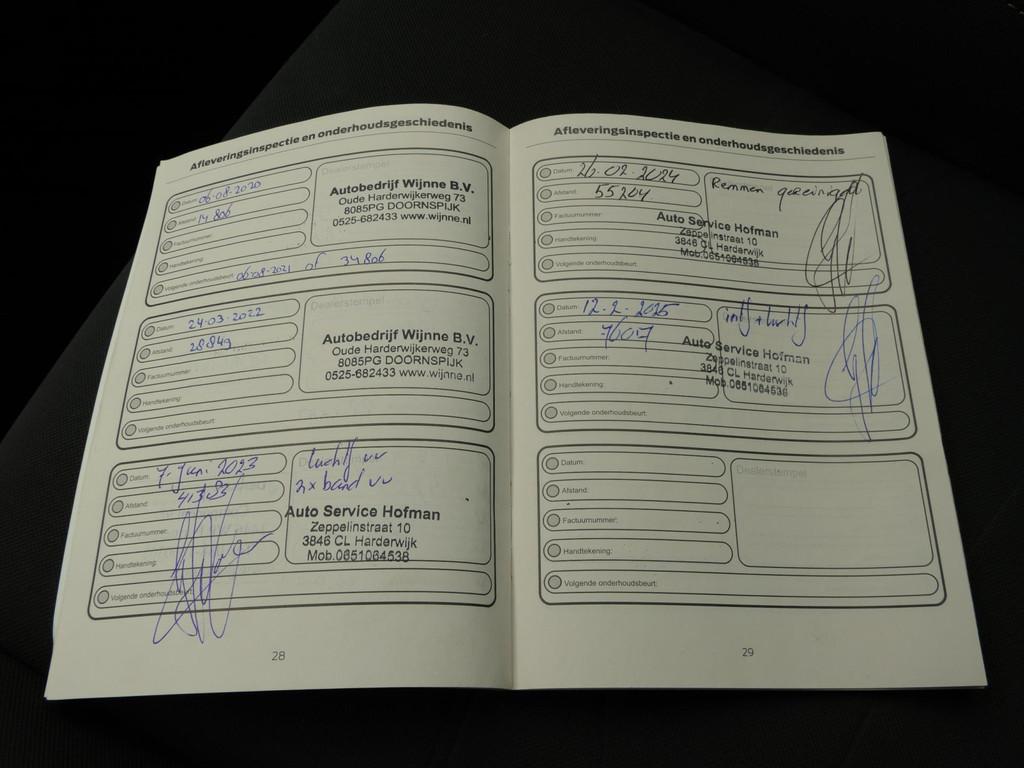 Afleveringsinspectie en onderhoudsgeschiedenis
Datum: 06-08-2020
Afstand: 14.806
Factuurnummer:
Handtekening:
Volgende onderhoudsbeurt: 06-08-2021 of 34806
Dealerstempel
Autobedrijf Wijnne B.V.
Oude Harderwijkerweg 73
8085PG DOORNSPIJK
0525-682433 www.wijnne.nl
Datum: 24-03-2022
Afstand: 28849
Factuurnummer:
Handtekening:
Volgende onderhoudsbeurt:
Dealerstempel
Autobedrijf Wijnne B.V.
Oude Harderwijkerweg 73
8085PG DOORNSPIJK
0525-682433 www.wijnne.nl
Datum: 7-Juni 2023
Afstand:
Factuurnummer:
Handtekening:
Volgende onderhoudsbeurt:
luchtf vv
2x band vv
Auto Service Hofman
Zeppelinstraat 10
3846 CL Harderwijk
Mob.0651064538
28
Afleveringsinspectie en onderhoudsgeschiedenis
Datum: 26-02-2024
Afstand: 55204
Factuurnummer:
Handtekening:
Volgende onderhoudsbeurt:
Remmen gereinigd
Auto Service Hofman
Zeppelinstraat 10
3846 CL Harderwijk
Mob.0651064538
Datum: 12-2-2025
Afstand:
Factuurnummer:
Handtekening:
Volgende onderhoudsbeurt:
Auto Service Hofman
Zeppelinstraat 10
3846 CL Harderwijk
Mob.0651064538
Datum:
Afstand:
Factuurnummer:
Handtekening:
Volgende onderhoudsbeurt:
Dealerstempel
29